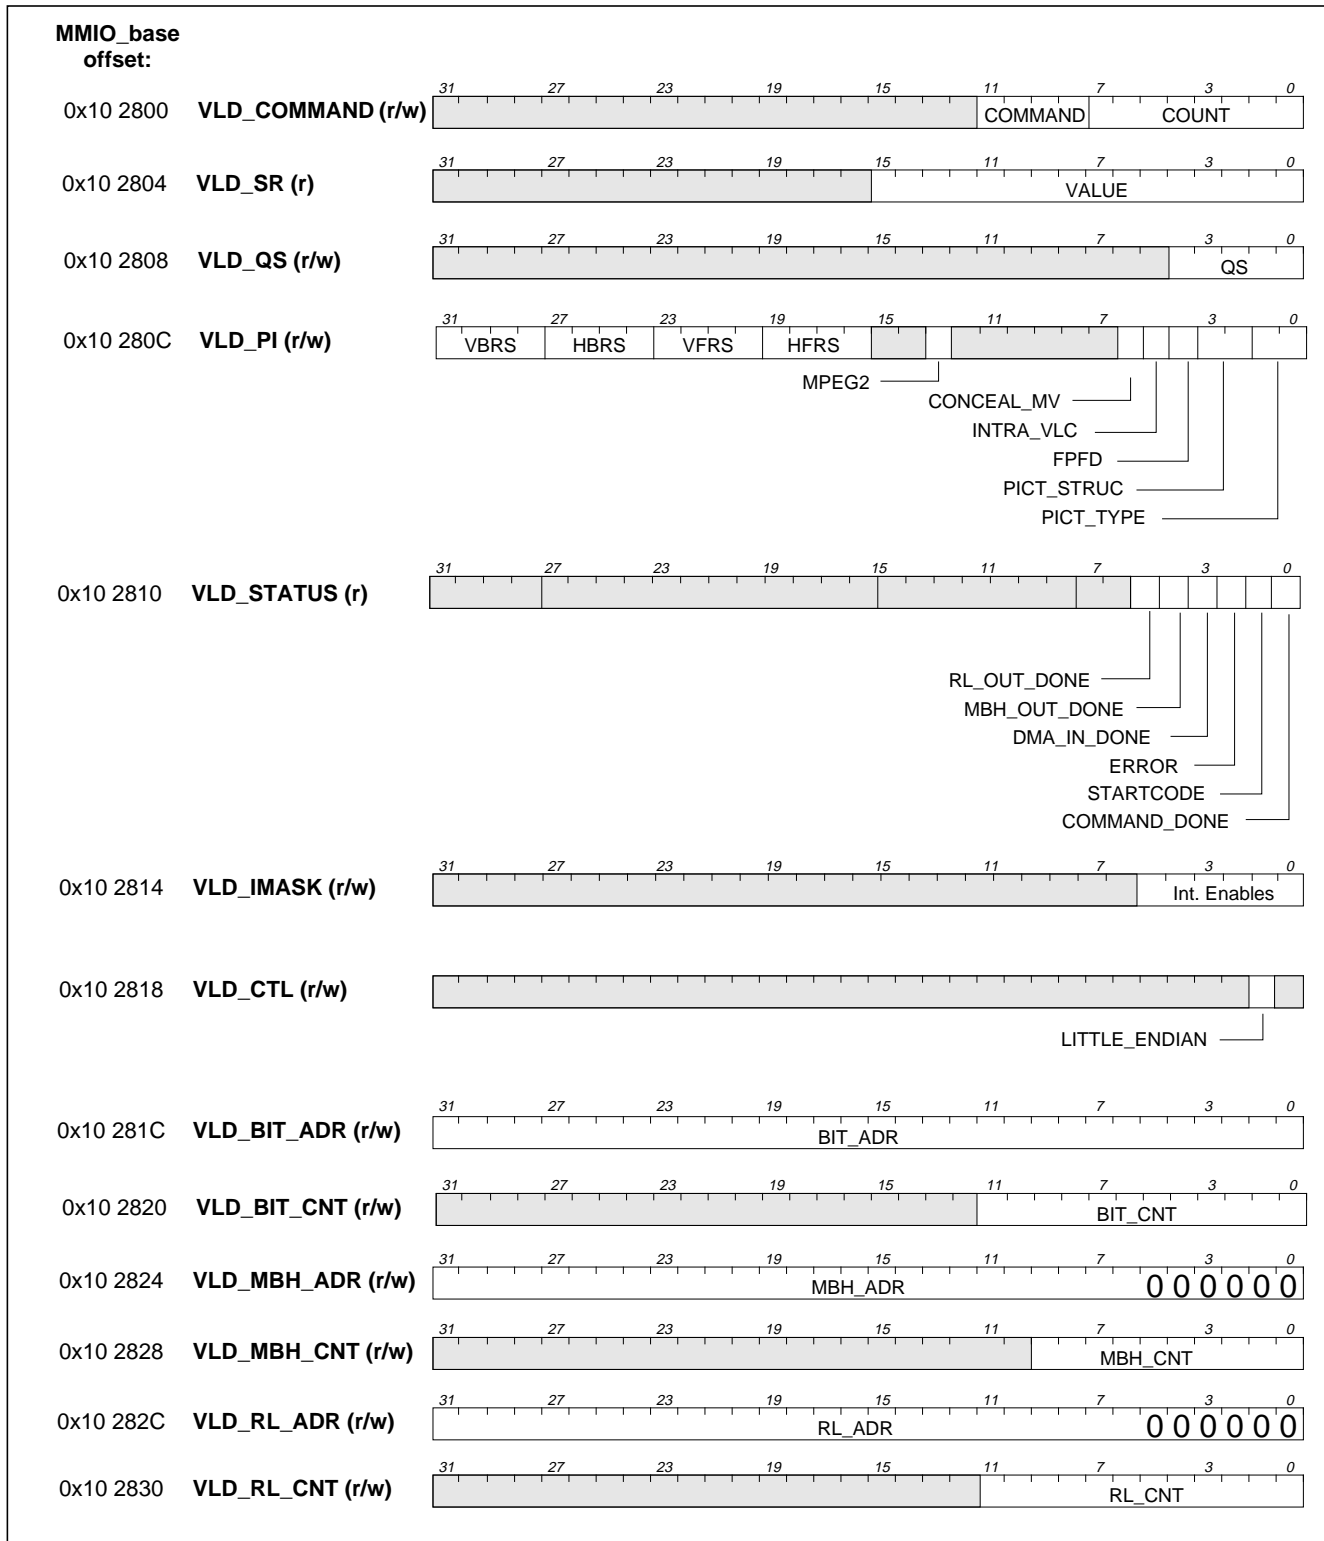 MMIO_base
offset:
31 27 23 19 15 11 7 3 0
0x10 2800 VLD_COMMAND (r/w) COMMAND COUNT
31 27 23 19 15 11 7 3 0
0x10 2804 VLD_SR (r) VALUE
31 27 23 19 15 11 7 3 0
0x10 2808 VLD_QS (r/w) QS
31 27 23 19 15 11 7 3 0
0x10 280C VLD_PI (r/w) VBRS HBRS VFRS HFRS
MPEG2
CONCEAL_MV
INTRA_VLC
FPFD
PICT_STRUC
PICT_TYPE
31 27 23 19 15 11 7 3 0
0x10 2810 VLD_STATUS (r)
RL_OUT_DONE
MBH_OUT_DONE
DMA_IN_DONE
ERROR
STARTCODE
COMMAND_DONE
31 27 23 19 15 11 7 3 0
0x10 2814 VLD_IMASK (r/w) Int. Enables
0x10 2818 VLD_CTL (r/w)
LITTLE_ENDIAN
31 27 23 19 15 11 7 3 0
0x10 281C VLD_BIT_ADR (r/w) BIT_ADR
31 27 23 19 15 11 7 3 0
0x10 2820 VLD_BIT_CNT (r/w) BIT_CNT
31 27 23 19 15 11 7 3 0
0x10 2824 VLD_MBH_ADR (r/w) MBH_ADR 0 0 0 0 0 0
31 27 23 19 15 11 7 3 0
0x10 2828 VLD_MBH_CNT (r/w) MBH_CNT
31 27 23 19 15 11 7 3 0
0x10 282C VLD_RL_ADR (r/w) RL_ADR 0 0 0 0 0 0
31 27 23 19 15 11 7 3 0
0x10 2830 VLD_RL_CNT (r/w) RL_CNT